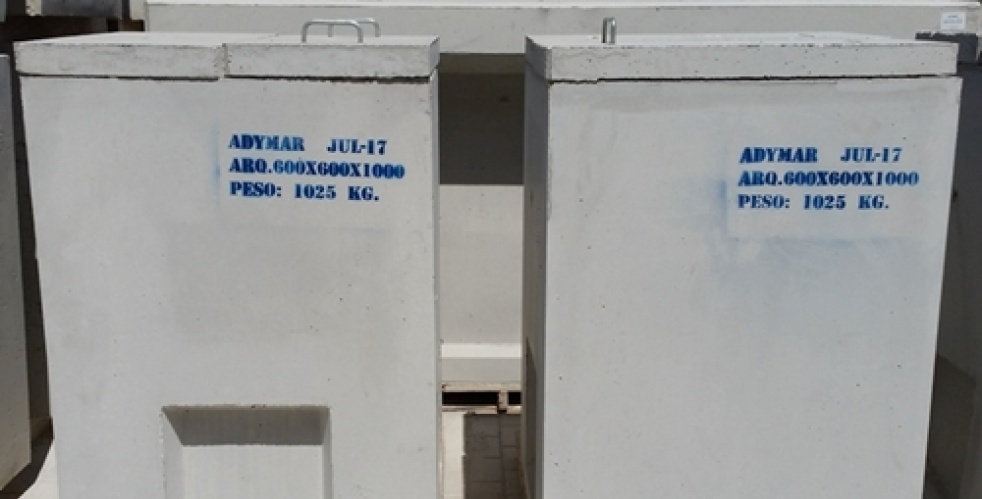 ADYMAR JUL-17
ARQ.600X600X1000
PESO: 1025 KG.
ADYMAR JUL-17
ARQ.600X600X1000
PESO: 1025 KG.